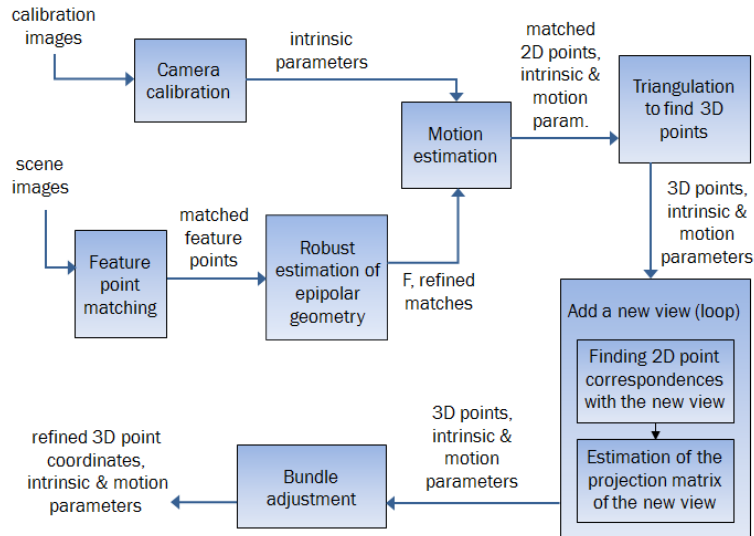 calibration
images
Camera
calibration
intrinsic
parameters
matched
2D points,
intrinsic &
motion
param.
Triangulation
to find 3D
points
Motion
estimation
scene
images
Feature
point
matching
matched
feature
points
Robust
estimation of
epipolar
geometry
F, refined
matches
3D points,
intrinsic &
motion
parameters
Add a new view (loop)
Finding 2D point
correspondences
with the new view
Estimation of the
projection matrix
of the new view
3D points,
intrinsic &
motion
parameters
Bundle
adjustment
refined 3D point
coordinates,
intrinsic & motion
parameters